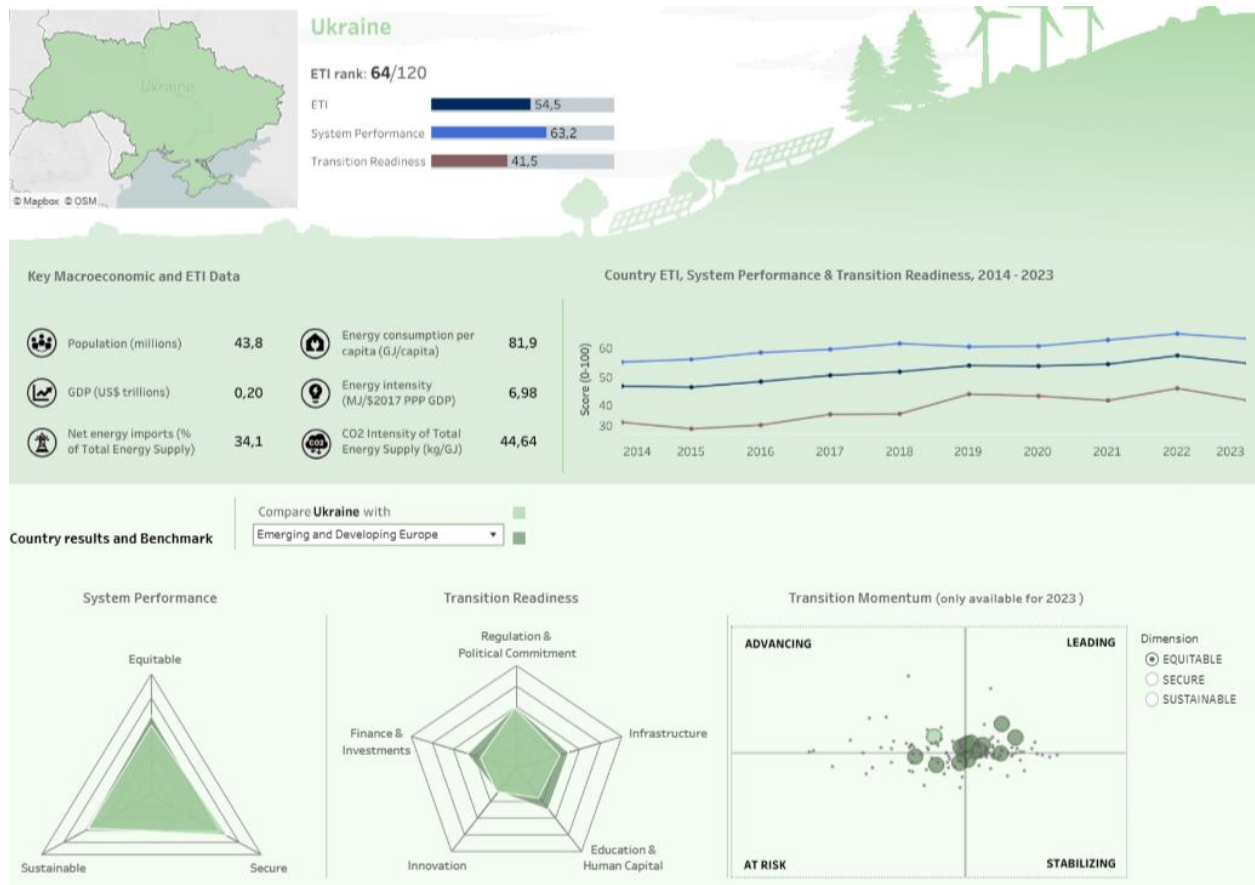 Ukraine
Ukraine
© Mapbox © OSM
ETI rank: 64/120
ETI 54,5
System Performance 63,2
Transition Readiness 41,5
Key Macroeconomic and ETI Data
Population (millions) 43,8
GDP (US$ trillions) 0,20
Net energy imports (%
of Total Energy Supply) 34,1
Energy consumption per
capita (GJ/capita) 81,9
Energy intensity
(MJ/$2017 PPP GDP) 6,98
CO2
CO2 Intensity of Total
Energy Supply (kg/GJ) 44,64
Country ETI, System Performance & Transition Readiness, 2014 - 2023
Score (0-100)
60
50
40
30
2014 2015 2016 2017 2018 2019 2020 2021 2022 2023
Country results and Benchmark
Compare Ukraine with
Emerging and Developing Europe
System Performance
Equitable
Sustainable
Secure
Transition Readiness
Regulation &
Political Commitment
Finance &
Investments
Infrastructure
Innovation
Education &
Human Capital
Transition Momentum (only available for 2023 )
ADVANCING
LEADING
AT RISK
STABILIZING
Dimension
EQUITABLE
SECURE
SUSTAINABLE